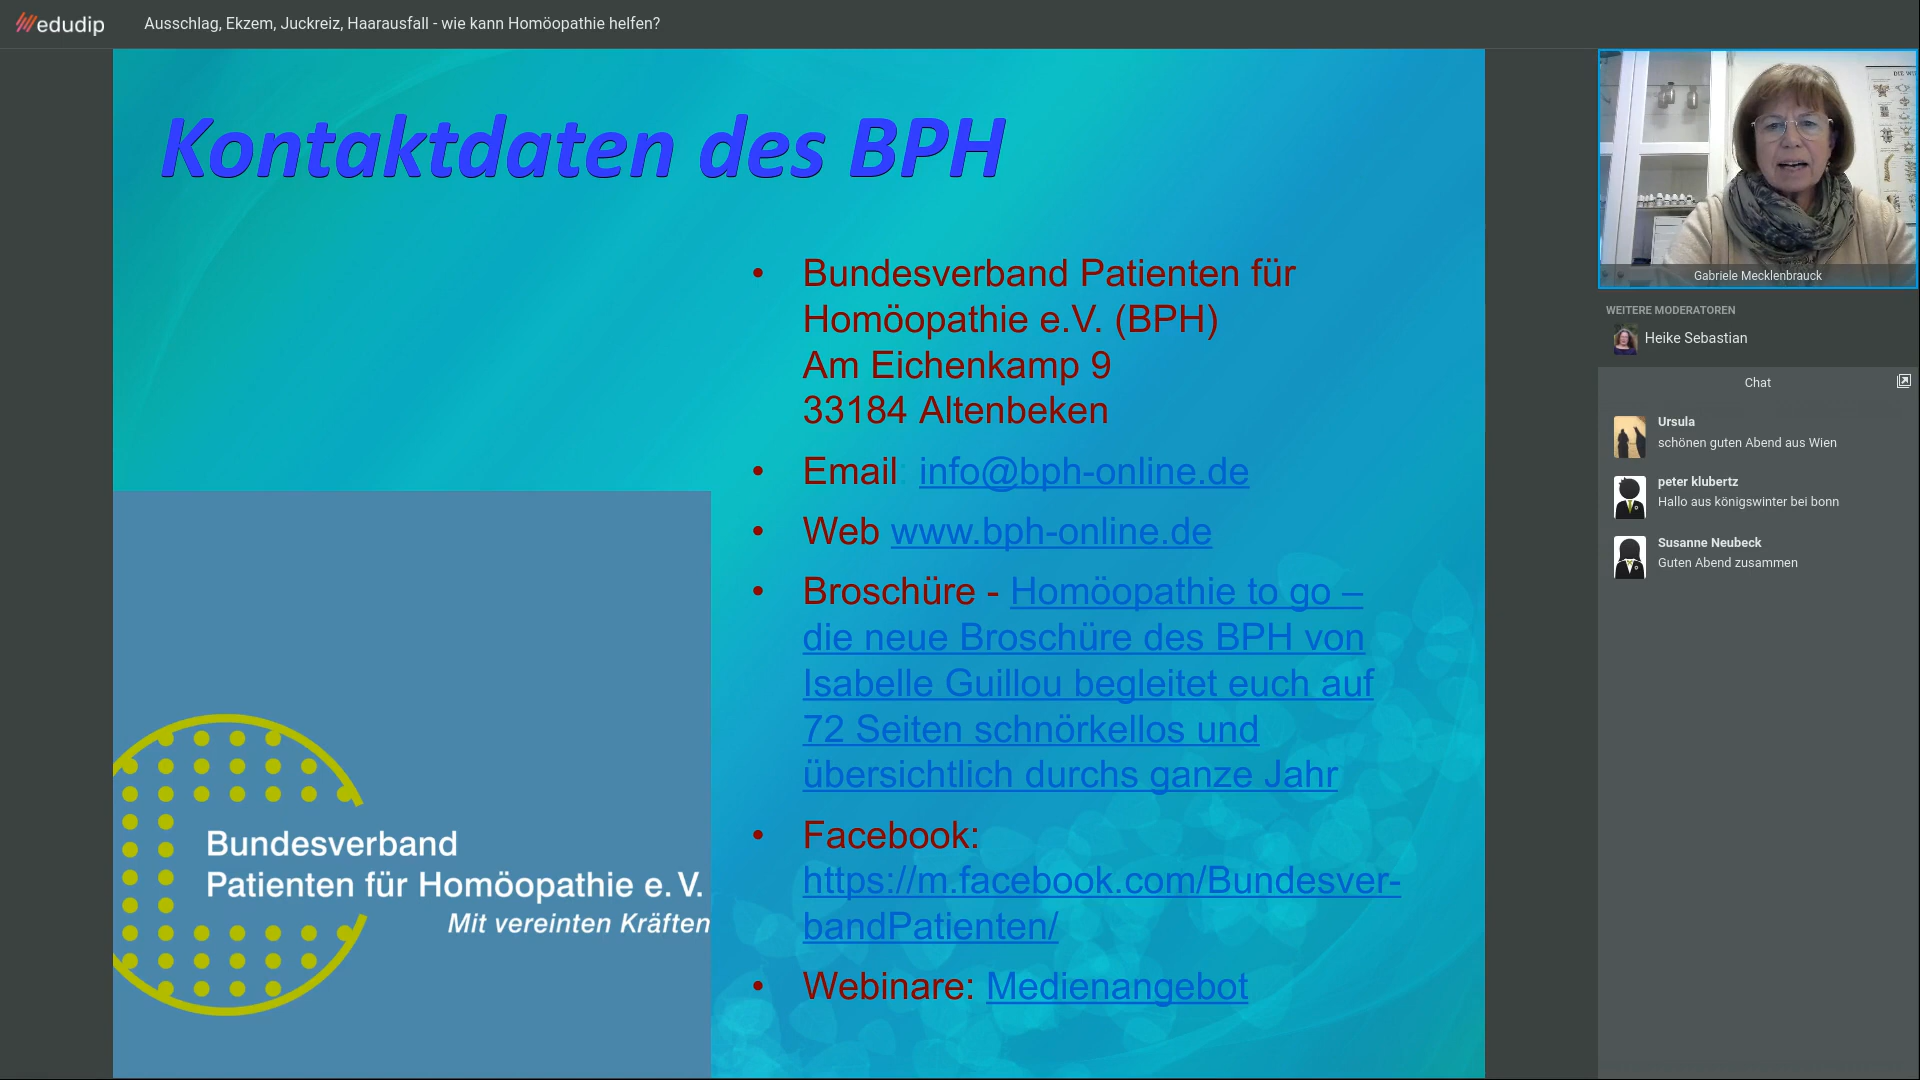 edudip
Ausschlag, Ekzem, Juckreiz, Haarausfall - wie kann Homöopathie helfen?
Kontaktdaten des BPH
• Bundesverband Patienten für
Homöopathie e.V. (BPH)
Am Eichenkamp 9
33184 Altenbeken
• Email: info@bph-online.de
• Web www.bph-online.de
• Broschüre - Homöopathie to go –
die neue Broschüre des BPH von
Isabelle Guillou begleitet euch auf
72 Seiten schnörkellos und
übersichtlich durchs ganze Jahr
• Facebook:
https://m.facebook.com/Bundesver-
bandPatienten/
• Webinare: Medienangebot
Bundesverband
Patienten für Homöopathie e.V.
Mit vereinten Kräften
Gabriele Mecklenbrauck
WEITERE MODERATOREN
Heike Sebastian
Chat
Ursula
schönen guten Abend aus Wien
peter klubertz
Hallo aus königswinter bei bonn
Susanne Neubeck
Guten Abend zusammen